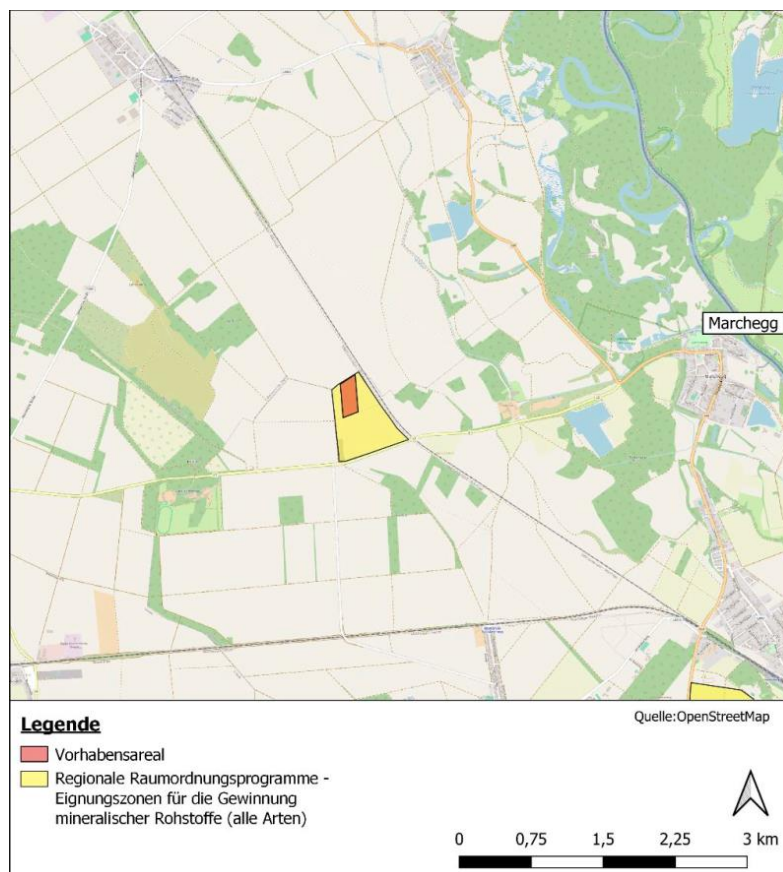 Marchegg
Quelle:OpenStreetMap
Legende
Vorhabensareal
Regionale Raumordnungsprogramme -
Eignungszonen für die Gewinnung
mineralischer Rohstoffe (alle Arten)
0 0,75 1,5 2,25 3 km